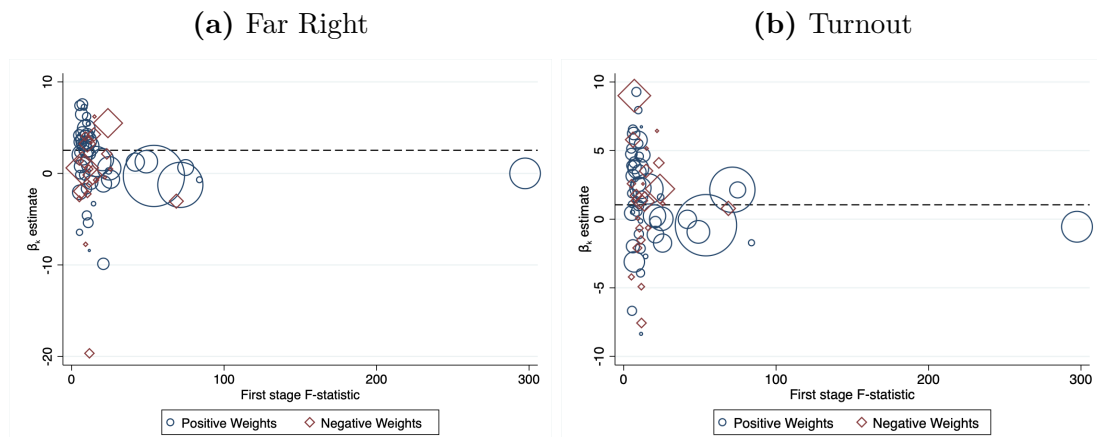 (a) Far Right
(b) Turnout
10
0
-10
-20
βk estimate
0
100
200
300
First stage F-statistic
Positive Weights
Negative Weights
10
5
0
-5
-10
βk estimate
0
100
200
300
First stage F-statistic
Positive Weights
Negative Weights